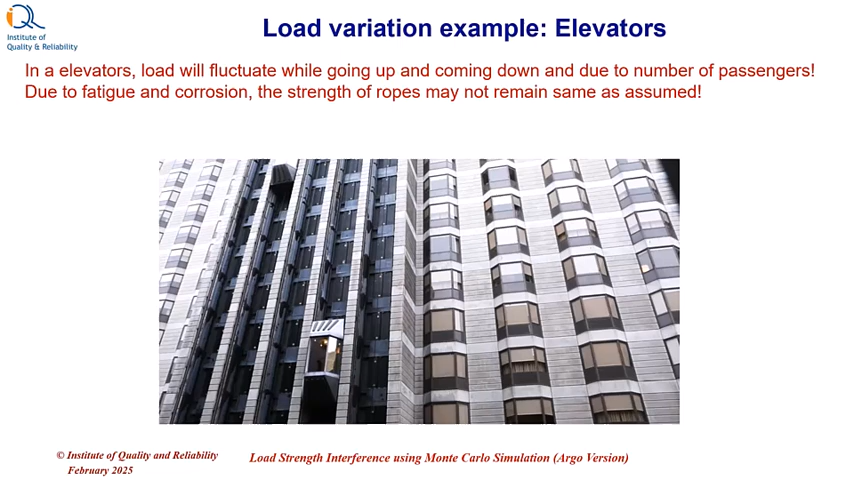 Institute of
Quality & Reliability
Load variation example: Elevators
In a elevators, load will fluctuate while going up and coming down and due to number of passengers!
Due to fatigue and corrosion, the strength of ropes may not remain same as assumed!
© Institute of Quality and Reliability
February 2025
Load Strength Interference using Monte Carlo Simulation (Argo Version)